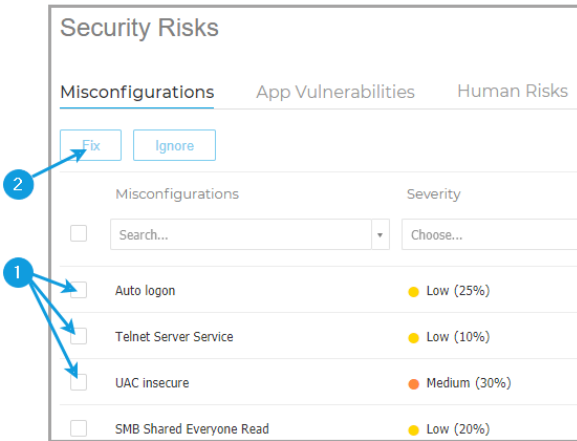 Security Risks
Misconfigurations App Vulnerabilities Human Risks
Fix Ignore
2
Misconfigurations Severity
Search... Choose...
1
Auto logon Low (25%)
Telnet Server Service Low (10%)
UAC insecure Medium (30%)
SMB Shared Everyone Read Low (20%)